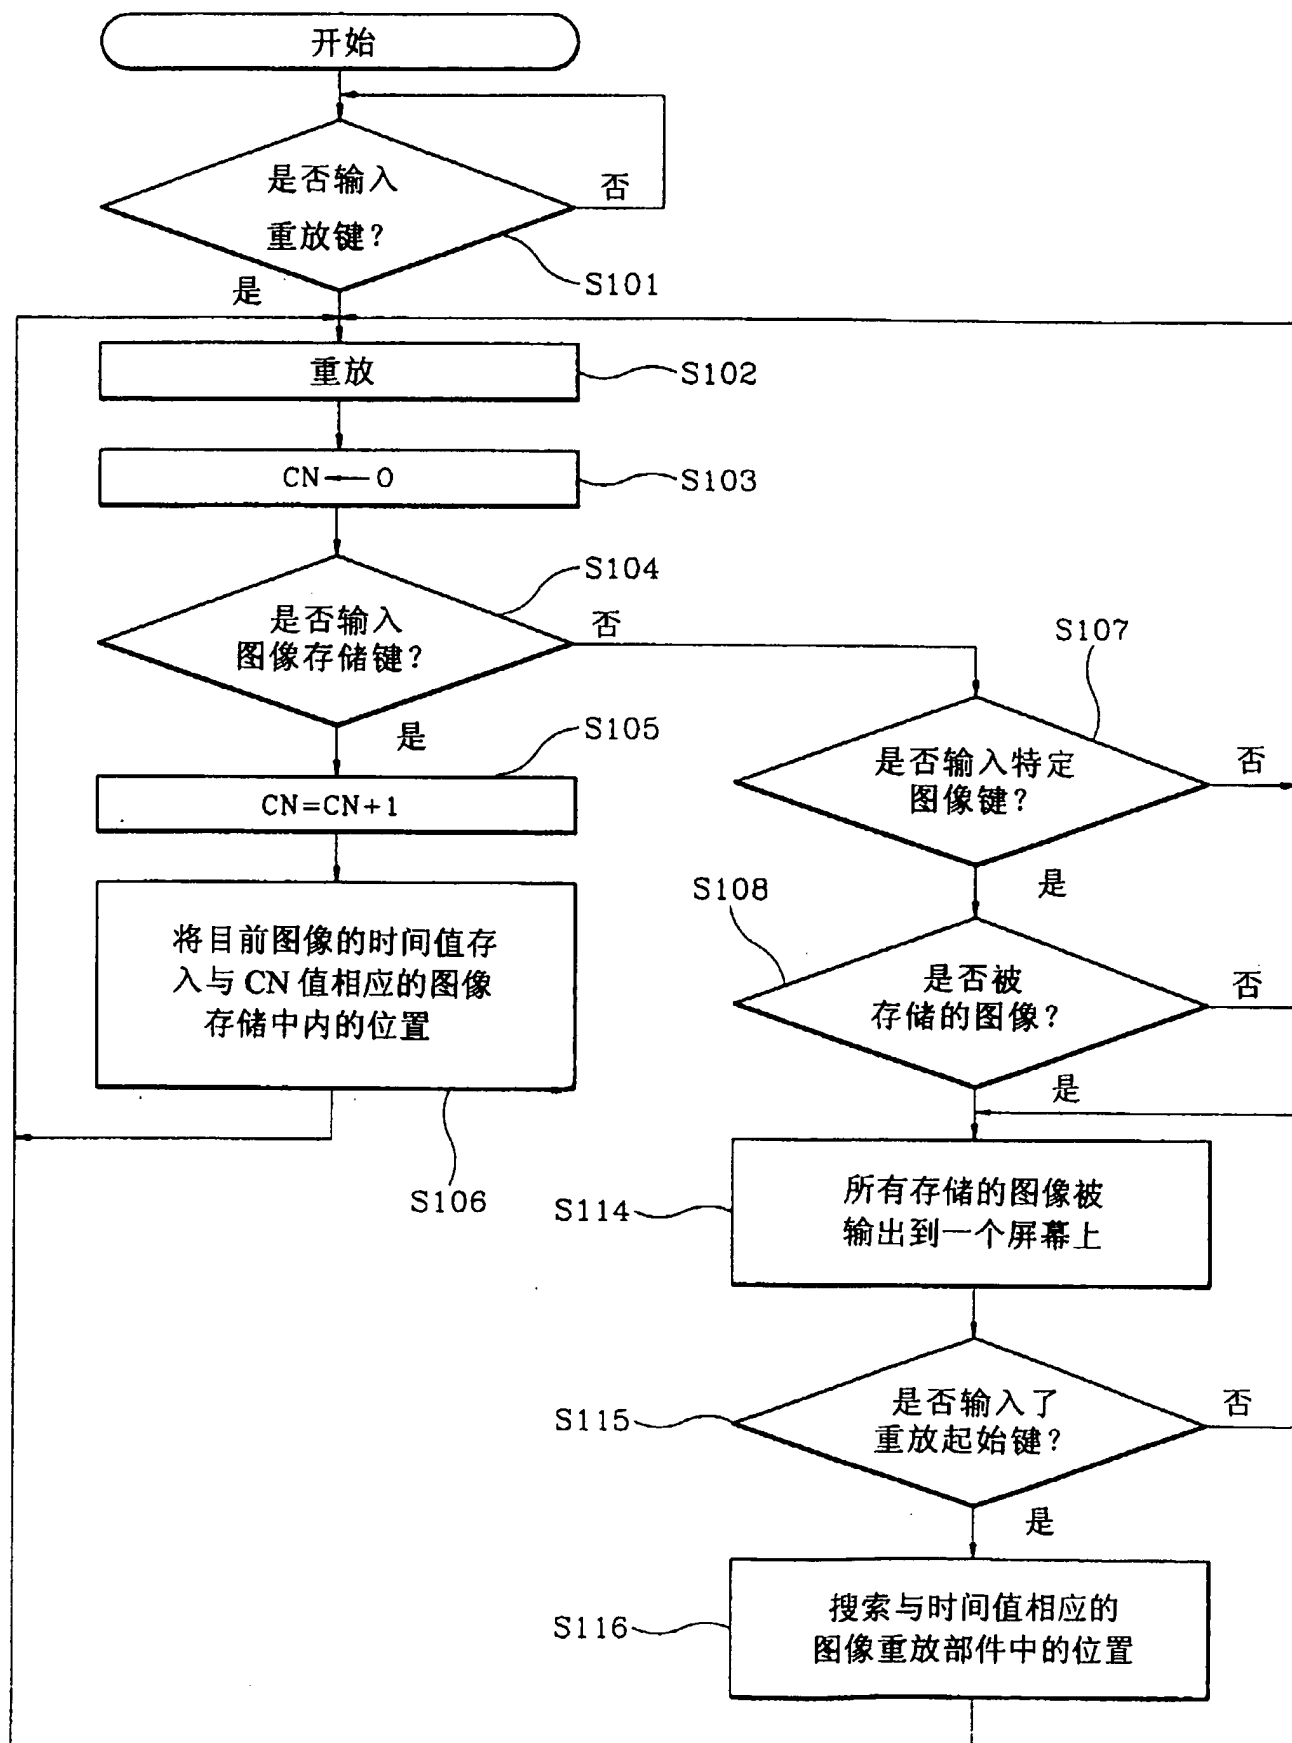 开始
是否输入
重放键？
否
S101
是
重放
S102
CN←0
S103
S104
是否输入
图像存储键？
否
S107
是
S105
是否输入特定
图像键？
否
CN=CN+1
是
S108
将目前图像的时间值存
入与CN值相应的图像
存储中内的位置
是否被
存储的图像？
否
是
S106
S114
所有存储的图像被
输出到一个屏幕上
S115
是否输入了
重放起始键？
否
是
S116
搜索与时间值相应的
图像重放部件中的位置